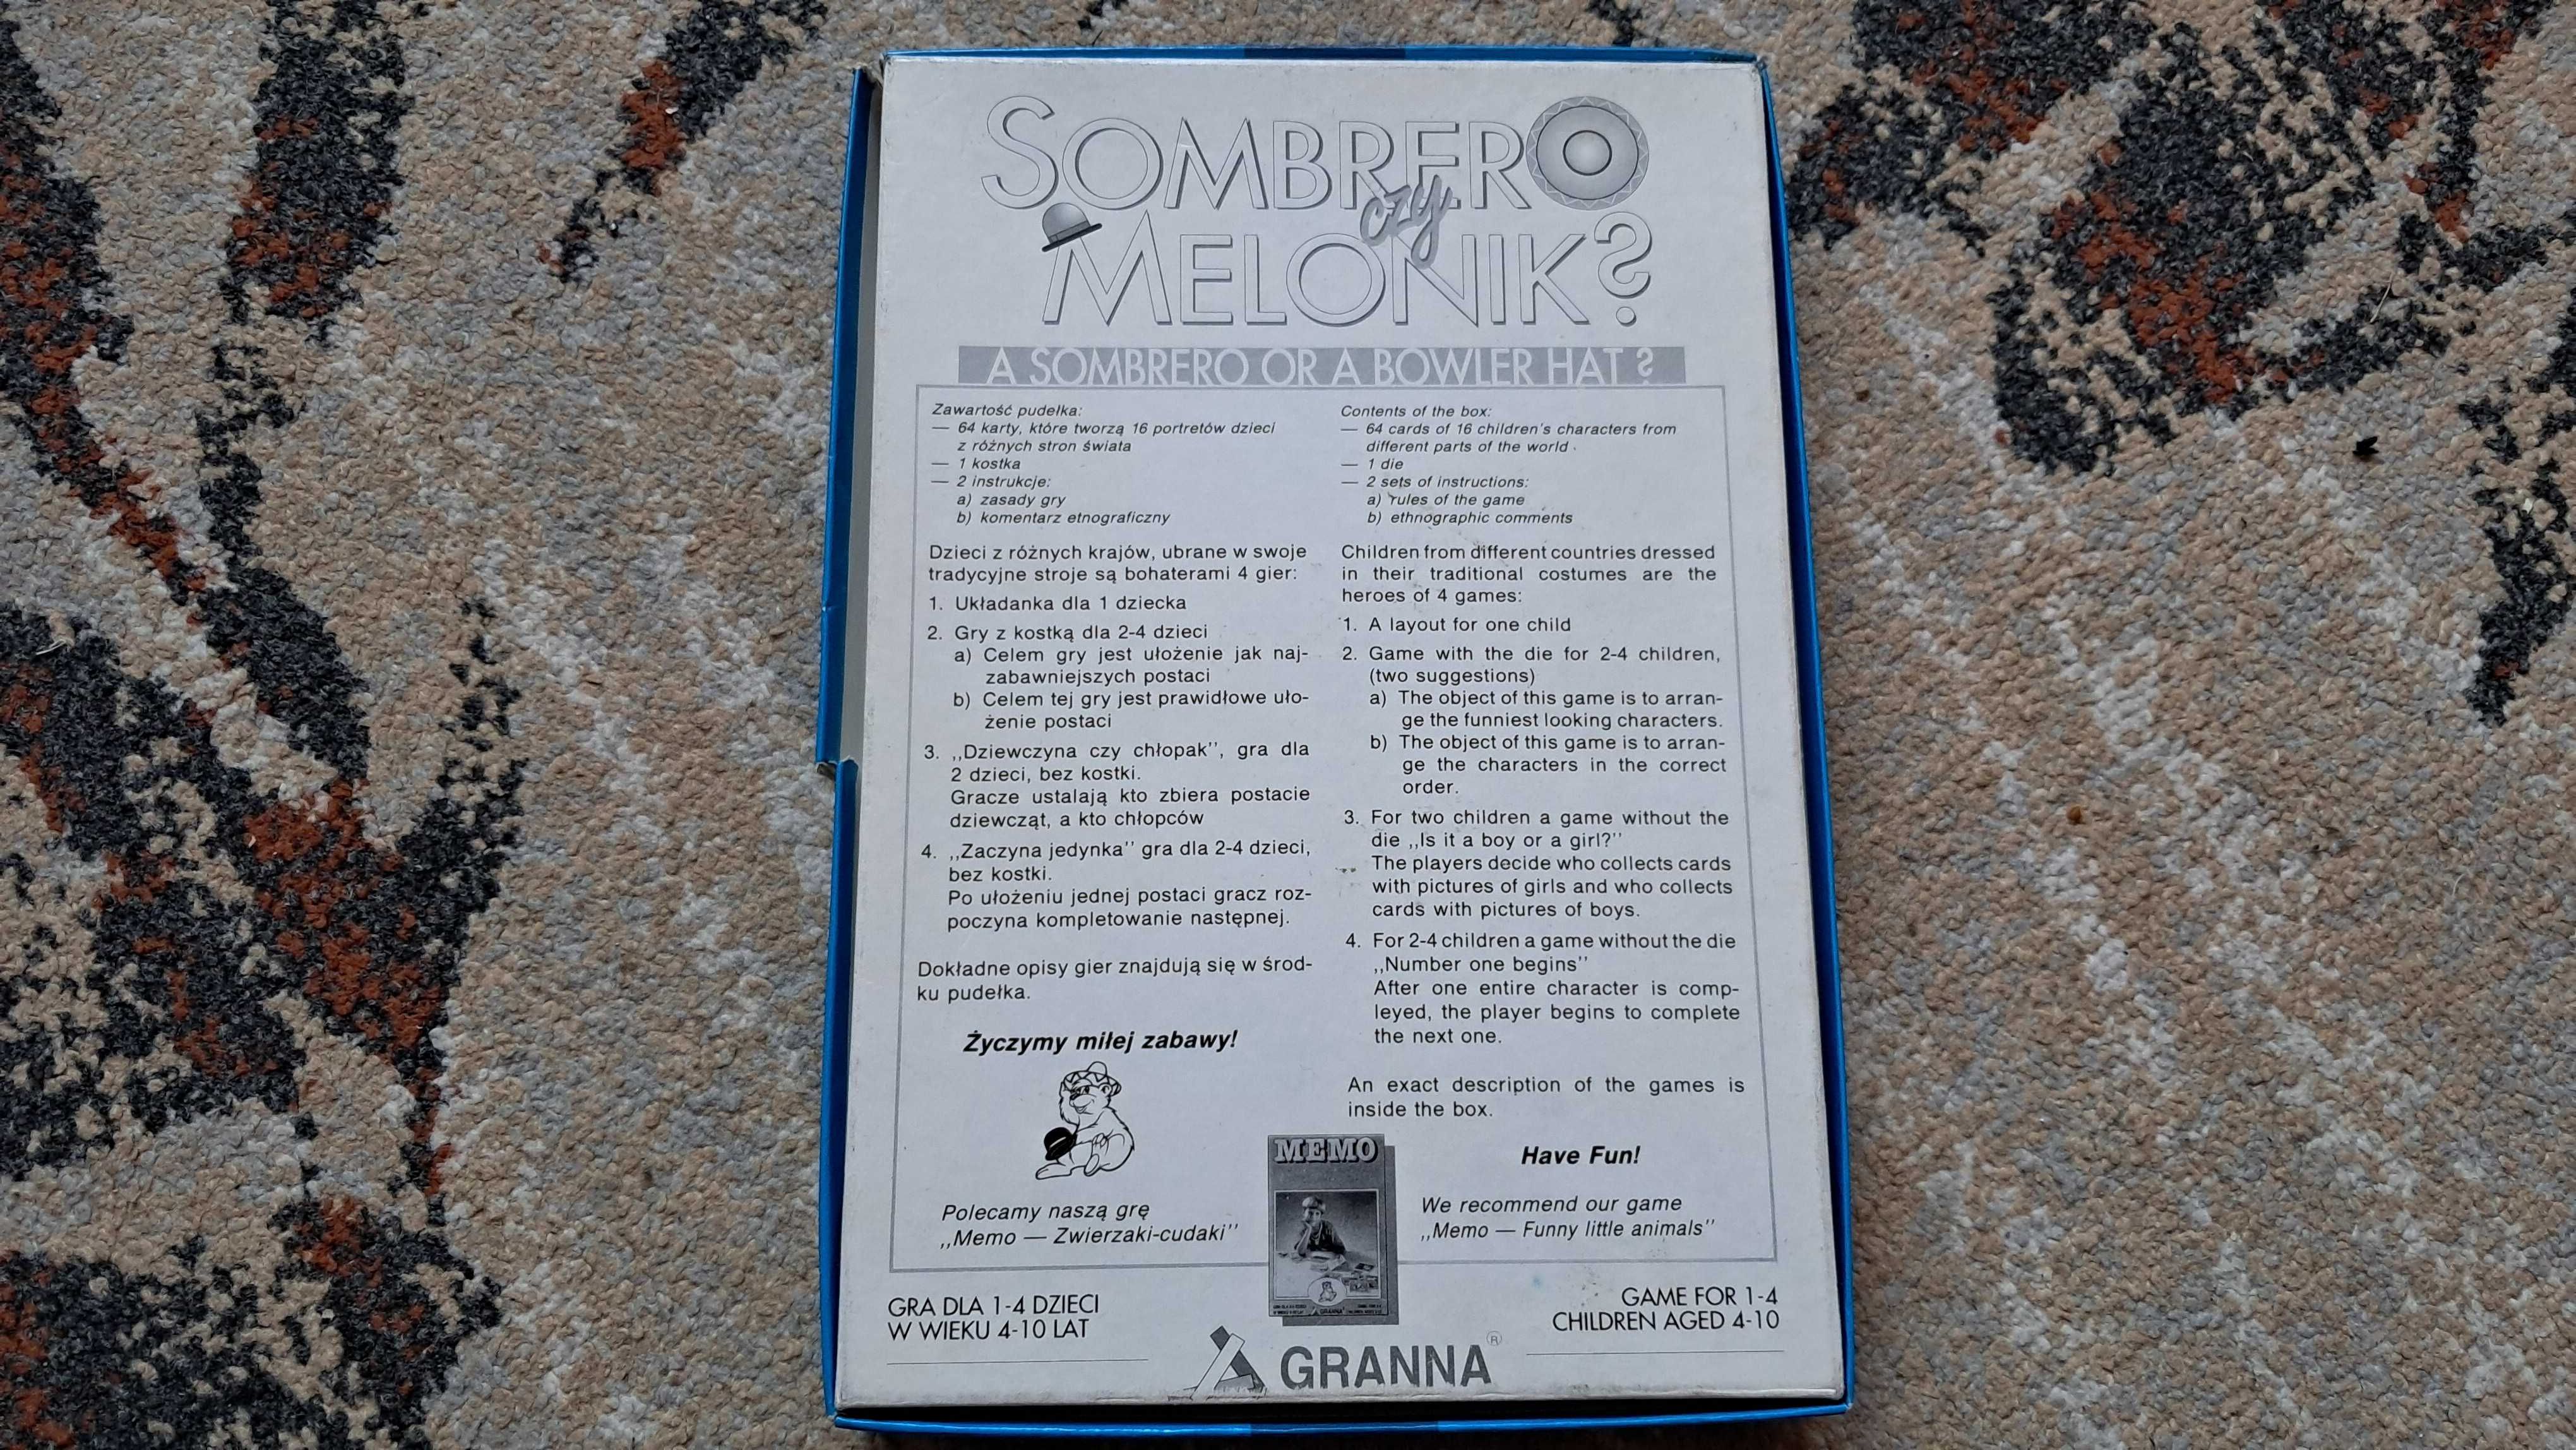 SOMBRERO
czy
MELONIK?
A SOMBRERO OR A BOWLER HAT?
Zawartość pudełka:
— 64 karty, które tworzą 16 portretów dzieci
z różnych stron świata
— 1 kostka
— 2 instrukcje:
a) zasady gry
b) komentarz etnograficzny
Dzieci z różnych krajów, ubrane w swoje
tradycyjne stroje są bohaterami 4 gier:
1. Układanka dla 1 dziecka
2. Gry z kostką dla 2-4 dzieci
a) Celem gry jest ułożenie jak naj-
zabawniejszych postaci
b) Celem tej gry jest prawidłowe uło-
żenie postaci
3. ,,Dziewczyna czy chłopak'', gra dla
2 dzieci, bez kostki.
Gracze ustalają kto zbiera postacie
dziewcząt, a kto chłopców
4. ,,Zaczyna jedynka'' gra dla 2-4 dzieci,
bez kostki.
Po ułożeniu jednej postaci gracz roz-
poczyna kompletowanie następnej.
Dokładne opisy gier znajdują się w środ-
ku pudełka.
Życzymy miłej zabawy!
Polecamy naszą grę
,,Memo — Zwierzaki-cudaki''
Contents of the box:
— 64 cards of 16 children's characters from
different parts of the world
— 1 die
— 2 sets of instructions:
a) rules of the game
b) ethnographic comments
Children from different countries dressed
in their traditional costumes are the
heroes of 4 games:
1. A layout for one child
2. Game with the die for 2-4 children,
(two suggestions)
a) The object of this game is to arran-
ge the funniest looking characters.
b) The object of this game is to arran-
ge the characters in the correct
order.
3. For two children a game without the
die ,,Is it a boy or a girl?''
The players decide who collects cards
with pictures of girls and who collects
cards with pictures of boys.
4. For 2-4 children a game without the die
,,Number one begins''
After one entire character is comp-
leyed, the player begins to complete
the next one.
An exact description of the games is
inside the box.
Have Fun!
We recommend our game
,,Memo — Funny little animals''
MEMO
GRANNA
GRA DLA 1-4 DZIECI
W WIEKU 4-10 LAT
GAME FOR 1-4
CHILDREN AGED 4-10
GRANNA®